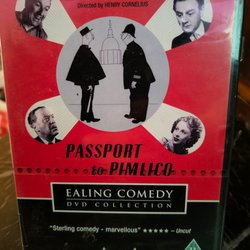 Directed by HENRY CORNELIUS
PASSPORT
to PIMLICO
EALING COMEDY
DVD COLLECTION
"Sterling comedy - marvellous" ★★★★★ - Uncut